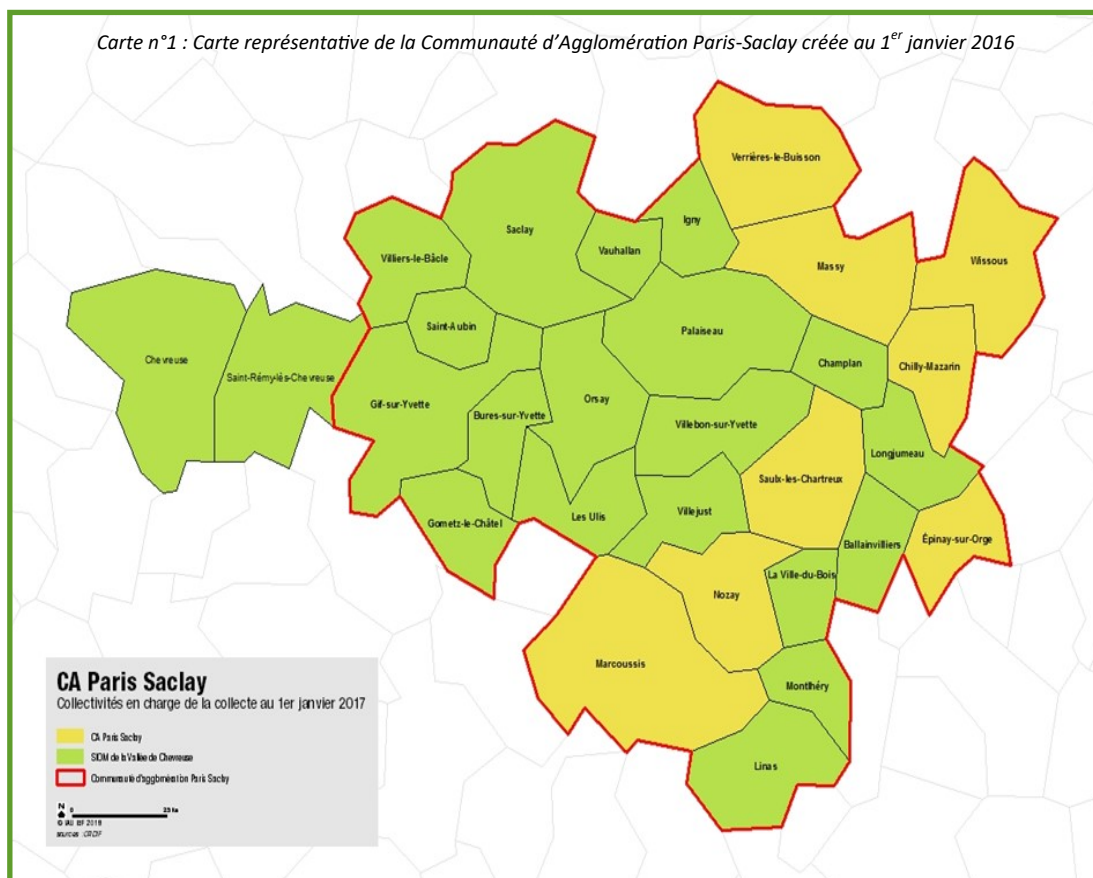 Carte n°1 : Carte représentative de la Communauté d'Agglomération Paris-Saclay créée au 1er janvier 2016
Verrières-le-Buisson
Igny
Saclay
Vauhallan
Villiers-le-Bâcle
Massy
Wissous
Saint-Aubin
Palaiseau
Champlan
Chilly-Mazarin
Chevreuse
Saint-Rémy-lès-Chevreuse
Gif-sur-Yvette
Bures-sur-Yvette
Orsay
Villebon-sur-Yvette
Longjumeau
Saulx-les-Chartreux
Gometz-le-Châtel
Les Ulis
Villejust
Ballainvilliers
Épinay-sur-Orge
La Ville-du-Bois
Nozay
Marcoussis
Montlhéry
Linas
CA Paris Saclay
Collectivités en charge de la collecte au 1er janvier 2017
CA Paris Saclay
SIOM de la Vallée de Chevreuse
Communauté d'agglomération Paris Saclay
N
0
© IAU IDF 2016
sources :